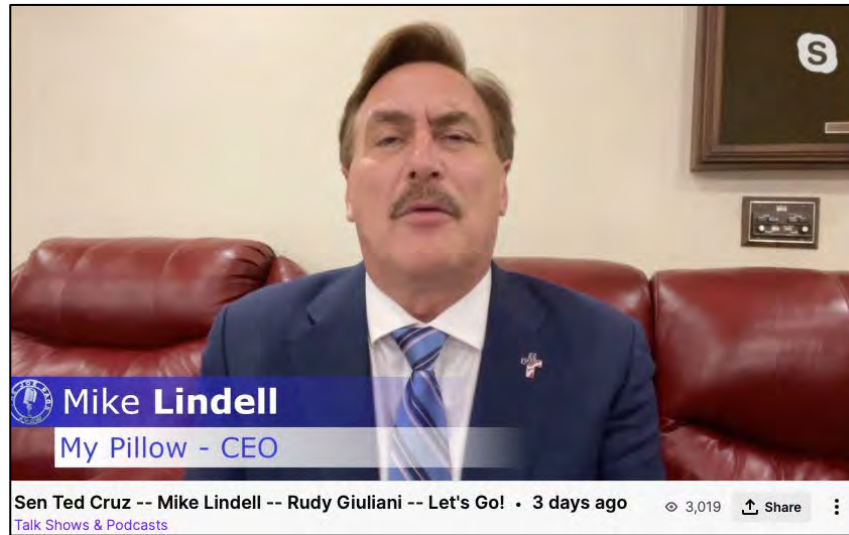 S
Mike Lindell
My Pillow - CEO
Sen Ted Cruz -- Mike Lindell -- Rudy Giuliani -- Let's Go! • 3 days ago
3,019
Share
Talk Shows & Podcasts